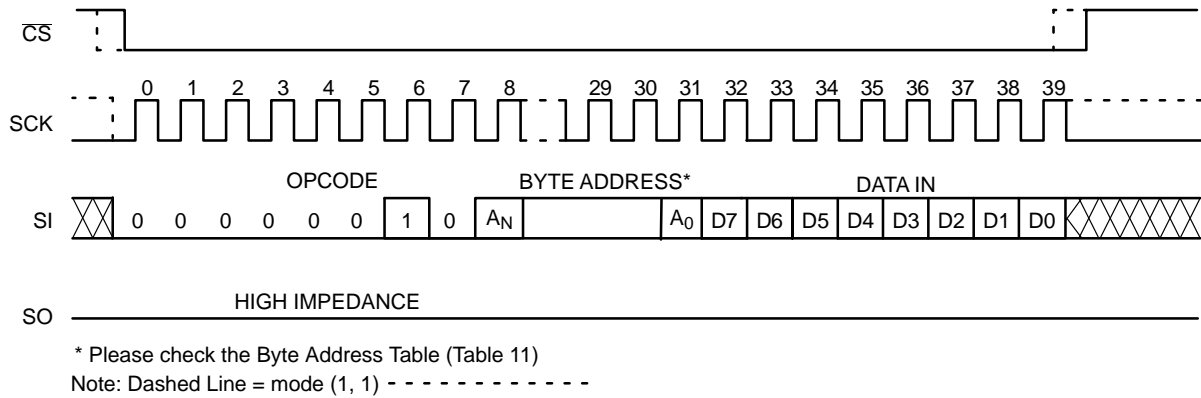 CS
0 1 2 3 4 5 6 7 8 29 30 31 32 33 34 35 36 37 38 39
SCK
OPCODE BYTE ADDRESS* DATA IN
SI 0 0 0 0 0 0 1 0 AN A0 D7 D6 D5 D4 D3 D2 D1 D0
HIGH IMPEDANCE
SO
* Please check the Byte Address Table (Table 11)
Note: Dashed Line = mode (1, 1) - - - - - - - - - - - - -